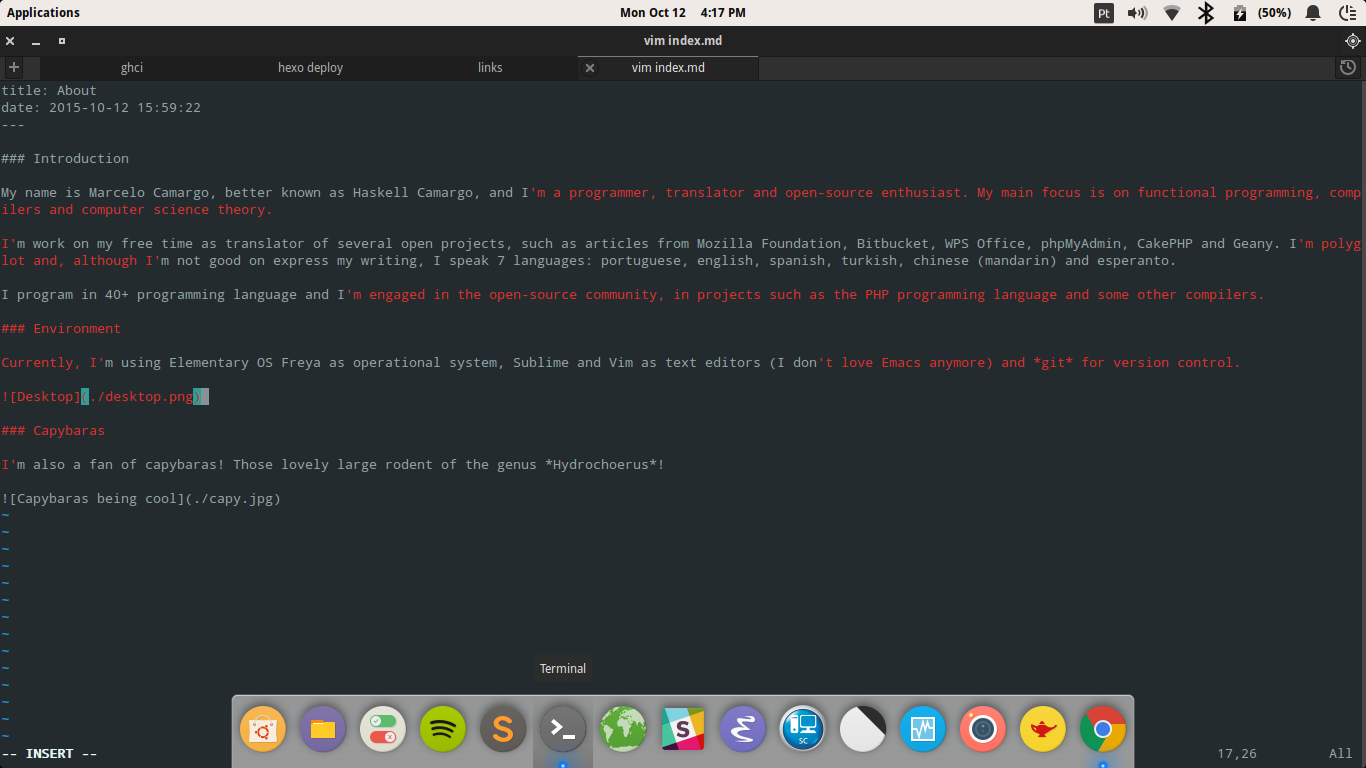 Applications
Mon Oct 12 4:17 PM
Pt
(50%)
vim index.md
ghci
hexo deploy
links
vim index.md
title: About
date: 2015-10-12 15:59:22
---
### Introduction
My name is Marcelo Camargo, better known as Haskell Camargo, and I'm a programmer, translator and open-source enthusiast. My main focus is on functional programming, comp
ilers and computer science theory.
I'm work on my free time as translator of several open projects, such as articles from Mozilla Foundation, Bitbucket, WPS Office, phpMyAdmin, CakePHP and Geany. I'm polyg
lot and, although I'm not good on express my writing, I speak 7 languages: portuguese, english, spanish, turkish, chinese (mandarin) and esperanto.
I program in 40+ programming language and I'm engaged in the open-source community, in projects such as the PHP programming language and some other compilers.
### Environment
Currently, I'm using Elementary OS Freya as operational system, Sublime and Vim as text editors (I don't love Emacs anymore) and *git* for version control.
![Desktop](./desktop.png)
### Capybaras
I'm also a fan of capybaras! Those lovely large rodent of the genus *Hydrochoerus*!
![Capybaras being cool](./capy.jpg)
~
~
~
~
~
~
~
~
~
~
~
~
~
~
Terminal
S
S
SC
-- INSERT --
17,26
All